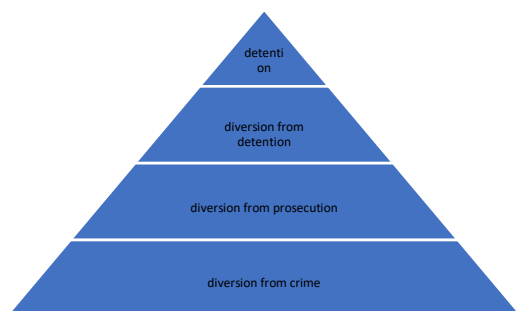 detenti
on
diversion from
detention
diversion from prosecution
diversion from crime